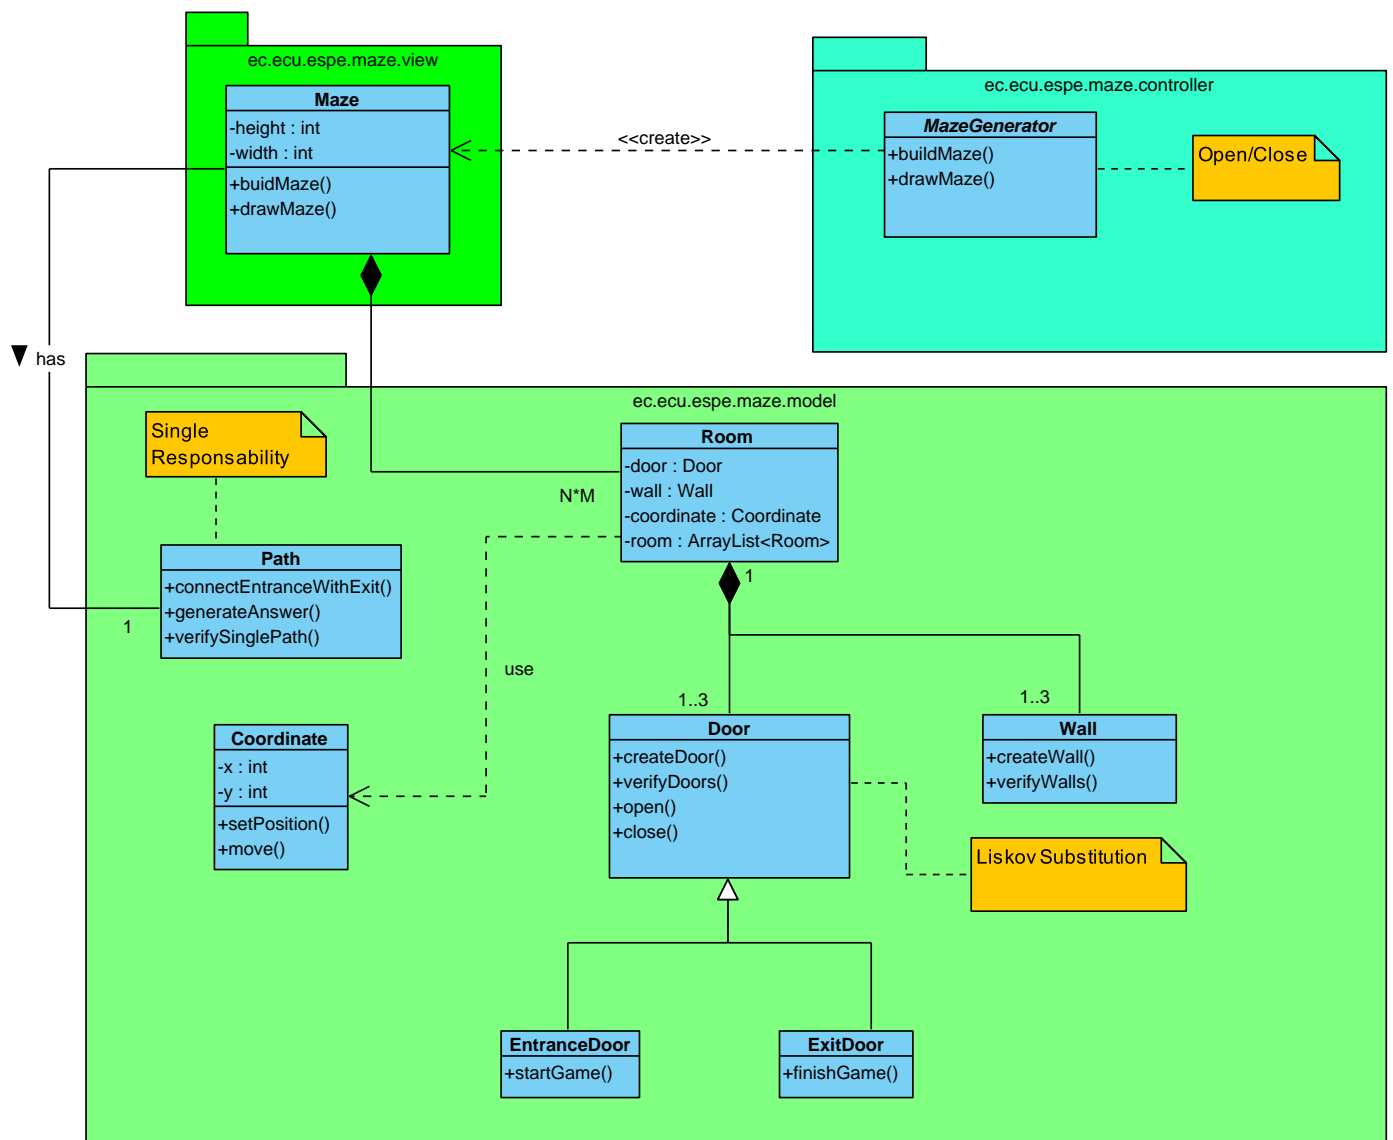 ec.ecu.espe.maze.view
Maze
-height : int
-width : int
+buidMaze()
+drawMaze()
<<create>>
ec.ecu.espe.maze.controller
MazeGenerator
+buildMaze()
+drawMaze()
Open/Close
has
ec.ecu.espe.maze.model
Single
Responsability
Room
-door : Door
-wall : Wall
-coordinate : Coordinate
-room : ArrayList<Room>
N*M
1
Path
+connectEntranceWithExit()
+generateAnswer()
+verifySinglePath()
1
use
1..3
1..3
Coordinate
-x : int
-y : int
+setPosition()
+move()
Door
+createDoor()
+verifyDoors()
+open()
+close()
Wall
+createWall()
+verifyWalls()
Liskov Substitution
EntranceDoor
+startGame()
ExitDoor
+finishGame()